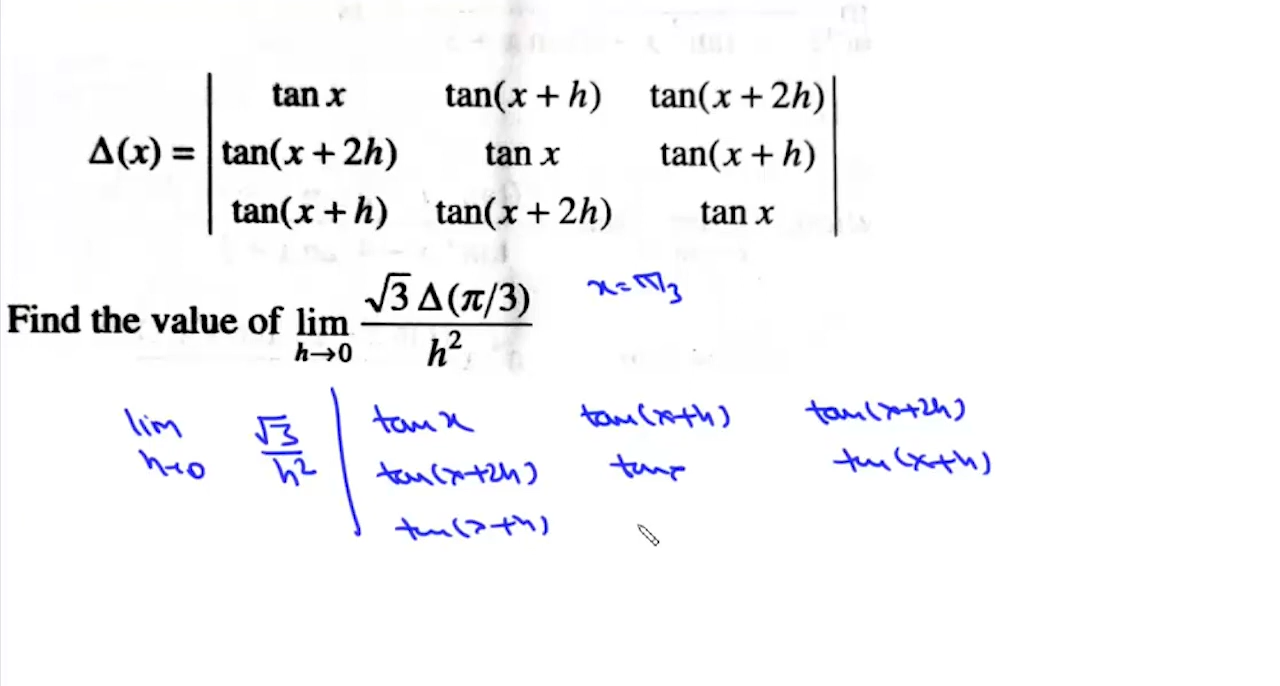 Δ(x) = | tan x tan(x + h) tan(x + 2h) |
| tan(x + 2h) tan x tan(x + h) |
| tan(x + h) tan(x + 2h) tan x |
Find the value of lim h→0 √3 Δ(π/3) / h² x = π/3
lim h→0 √3 / h² | tan x tan(x+h) tan(x+2h)
tan(x+2h) tan x tan(x+h)
tan(x+h)